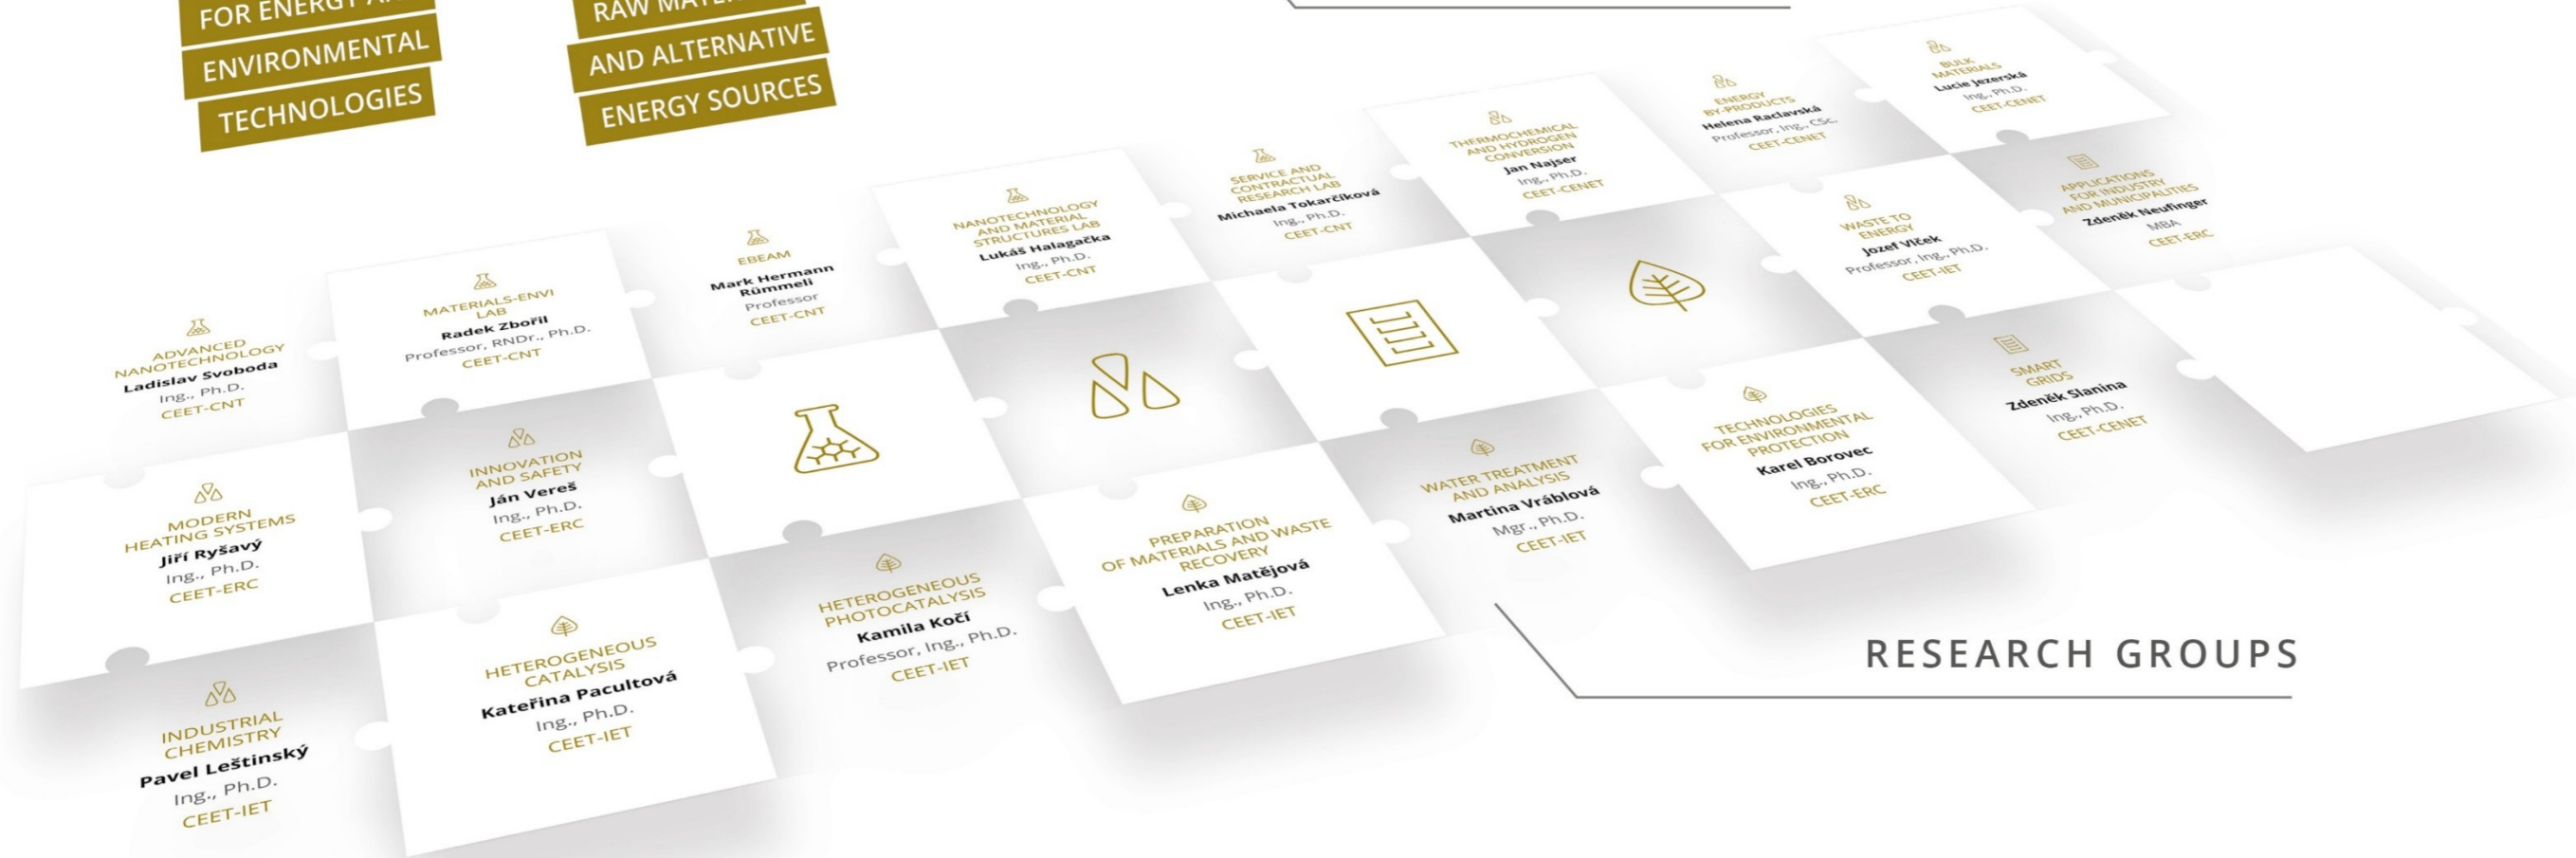 FOR ENERGY
ENVIRONMENTAL
TECHNOLOGIES
RAW
AND ALTERNATIVE
ENERGY SOURCES
ADVANCED
NANOTECHNOLOGY
Ladislav Svoboda
Ing., Ph.D.
CEET-CNT
MATERIALS-ENVI
LAB
Radek Zbořil
Professor, RNDr., Ph.D.
CEET-CNT
EBEAM
Mark Hermann
Rümmeli
Professor
CEET-CNT
NANOTECHNOLOGY
AND MATERIAL
STRUCTURES LAB
Lukáš Halagačka
Ing., Ph.D.
CEET-CNT
SERVICE AND
CONTRACTUAL
RESEARCH LAB
Michaela Tokarčíková
Ing., Ph.D.
CEET-CNT
THERMOCHEMICAL
AND HYDROGEN
CONVERSION
Jan Najser
Ing., Ph.D.
CEET-CENET
ENERGY
BY-PRODUCTS
Helena Raclavská
Professor, Ing., CSc.
CEET-CENET
BULK
MATERIALS
Lucie Jezerská
Ing., Ph.D.
CEET-CENET
MODERN
HEATING SYSTEMS
Jiří Ryšavý
Ing., Ph.D.
CEET-ERC
INNOVATION
AND SAFETY
Ján Vereš
Ing., Ph.D.
CEET-ERC
WASTE TO
ENERGY
Jozef Vlček
Professor, Ing., Ph.D.
CEET-IET
APPLICATIONS
FOR INDUSTRY
AND MUNICIPALITIES
Zdeněk Neufinger
MBA
CEET-ERC
INDUSTRIAL
CHEMISTRY
Pavel Leštinský
Ing., Ph.D.
CEET-IET
HETEROGENEOUS
CATALYSIS
Kateřina Pacultová
Ing., Ph.D.
CEET-IET
HETEROGENEOUS
PHOTOCATALYSIS
Kamila Kočí
Professor, Ing., Ph.D.
CEET-IET
PREPARATION
OF MATERIALS AND WASTE
RECOVERY
Lenka Matějová
Ing., Ph.D.
CEET-IET
WATER TREATMENT
AND ANALYSIS
Martina Vráblová
Mgr., Ph.D.
CEET-IET
TECHNOLOGIES
FOR ENVIRONMENTAL
PROTECTION
Karel Borovec
Ing., Ph.D.
CEET-ERC
SMART
GRIDS
Zdeněk Slanina
Ing., Ph.D.
CEET-CENET
RESEARCH GROUPS